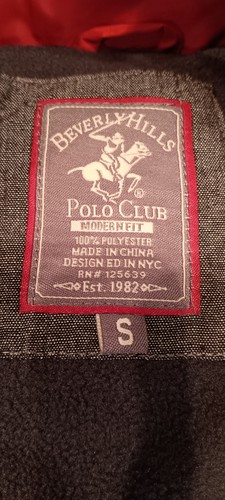 BEVERLY HILLS
®
POLO CLUB
MODERN FIT
100% POLYESTER
MADE IN CHINA
DESIGNED IN NYC
RN# 125639
Est. 1982
S